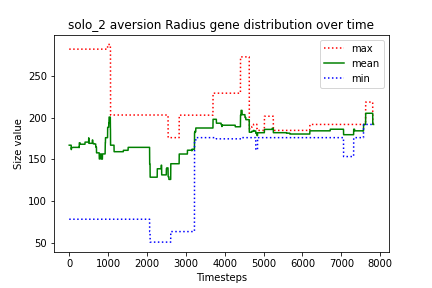 solo_2 aversion Radius gene distribution over time
max
mean
min
Size value
250
200
150
100
50
0
1000
2000
3000
4000
5000
6000
7000
8000
Timesteps